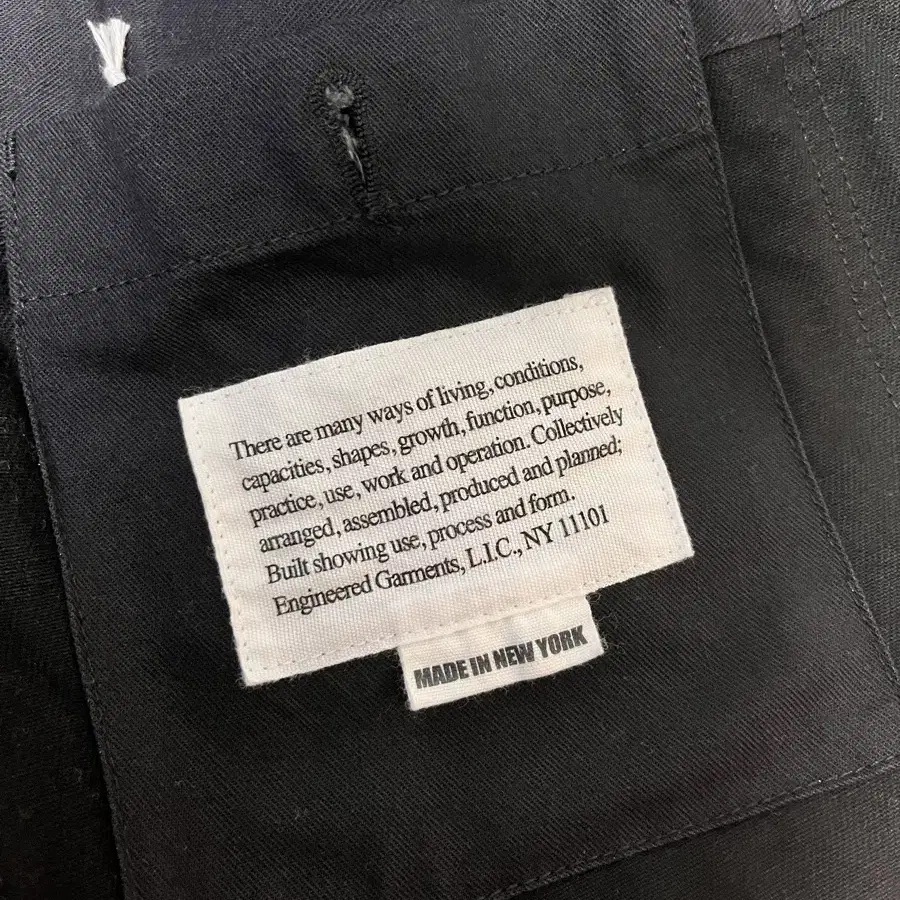 There are many ways of living, conditions,
capacities, shapes, growth, function, purpose,
practice, use, work and operation. Collectively
arranged, assembled, produced and planned;
Built showing use, process and form.
Engineered Garments, L.I.C., NY 11101
MADE IN NEW YORK